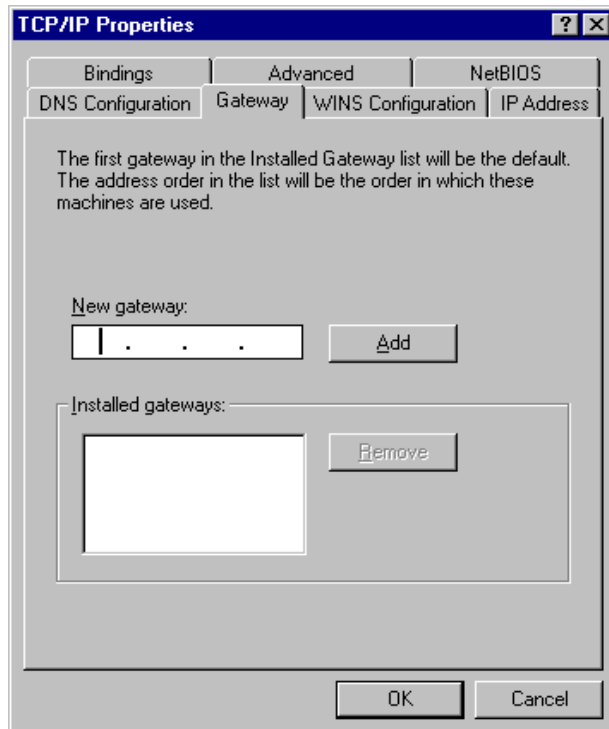 TCP/IP Properties
Bindings
Advanced
NetBIOS
DNS Configuration
Gateway
WINS Configuration
IP Address
The first gateway in the Installed Gateway list will be the default.
The address order in the list will be the order in which these
machines are used.
New gateway:
. . .
Add
Installed gateways:
Remove
OK
Cancel